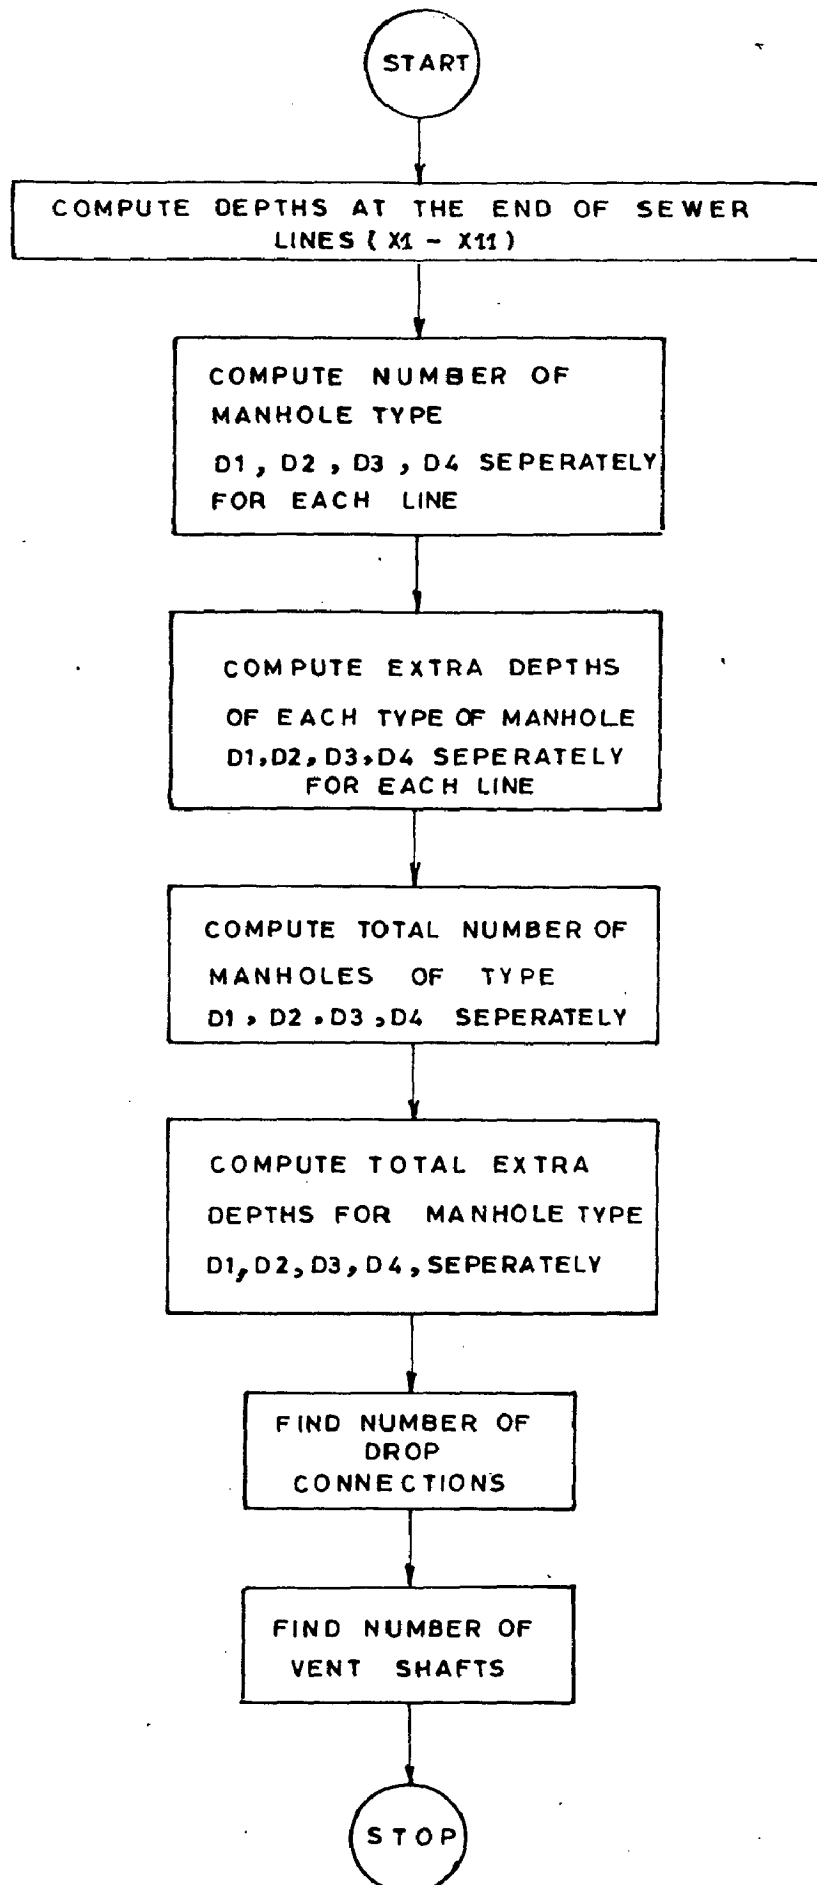 START
COMPUTE DEPTHS AT THE END OF SEWER
LINES (X1 - X11)
COMPUTE NUMBER OF
MANHOLE TYPE
D1, D2, D3, D4 SEPERATELY
FOR EACH LINE
COMPUTE EXTRA DEPTHS
OF EACH TYPE OF MANHOLE
D1,D2,D3,D4 SEPERATELY
FOR EACH LINE
COMPUTE TOTAL NUMBER OF
MANHOLES OF TYPE
D1, D2, D3, D4 SEPERATELY
COMPUTE TOTAL EXTRA
DEPTHS FOR MANHOLE TYPE
D1, D2, D3, D4, SEPERATELY
FIND NUMBER OF
DROP
CONNECTIONS
FIND NUMBER OF
VENT SHAFTS
STOP